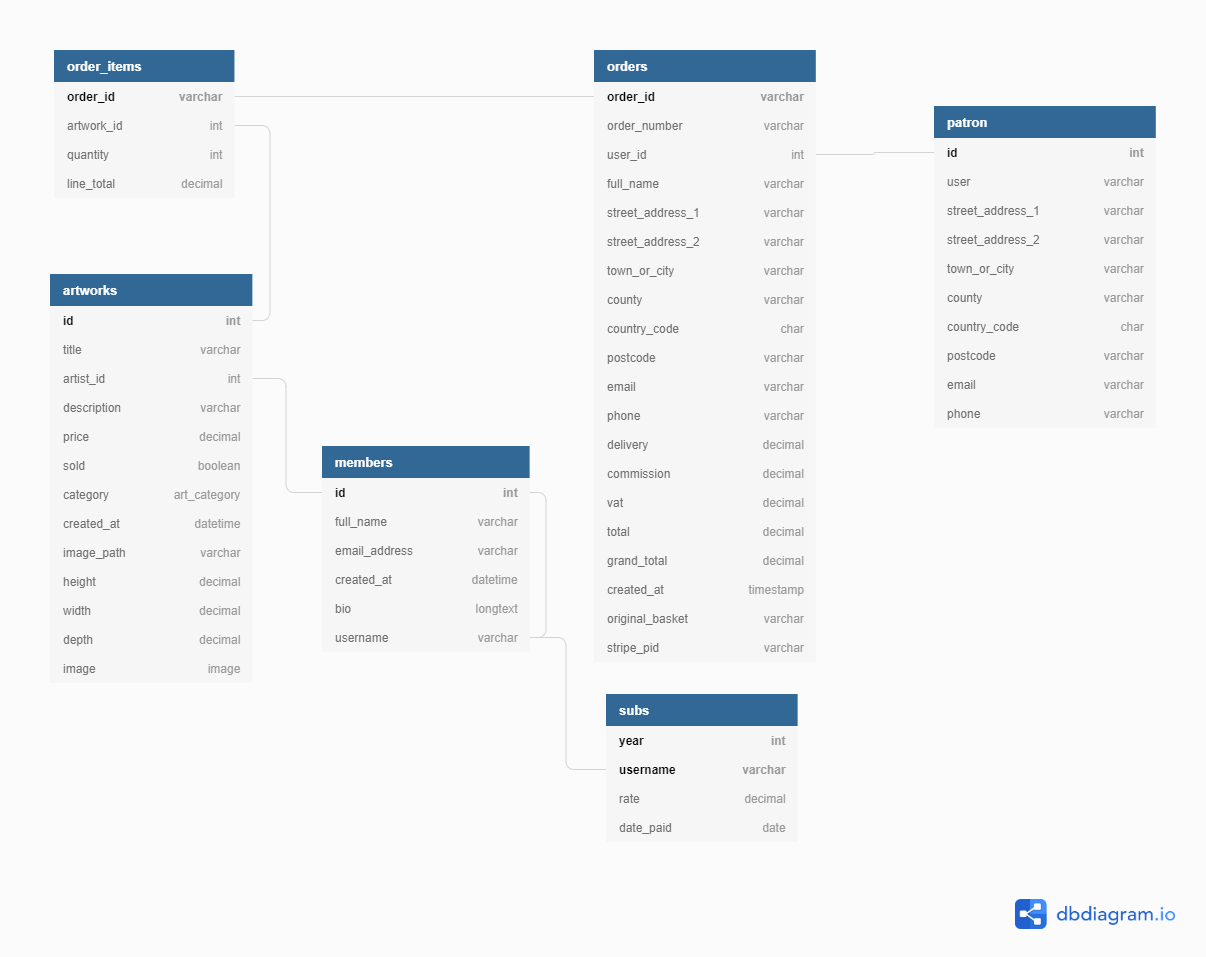 order_items
order_id varchar
artwork_id int
quantity int
line_total decimal
artworks
id int
title varchar
artist_id int
description varchar
price decimal
sold boolean
category art_category
created_at datetime
image_path varchar
height decimal
width decimal
depth decimal
image image
members
id int
full_name varchar
email_address varchar
created_at datetime
bio longtext
username varchar
orders
order_id varchar
order_number varchar
user_id int
full_name varchar
street_address_1 varchar
street_address_2 varchar
town_or_city varchar
county varchar
country_code char
postcode varchar
email varchar
phone varchar
delivery decimal
commission decimal
vat decimal
total decimal
grand_total decimal
created_at timestamp
original_basket varchar
stripe_pid varchar
subs
year int
username varchar
rate decimal
date_paid date
patron
id int
user varchar
street_address_1 varchar
street_address_2 varchar
town_or_city varchar
county varchar
country_code char
postcode varchar
email varchar
phone varchar
dbdiagram.io